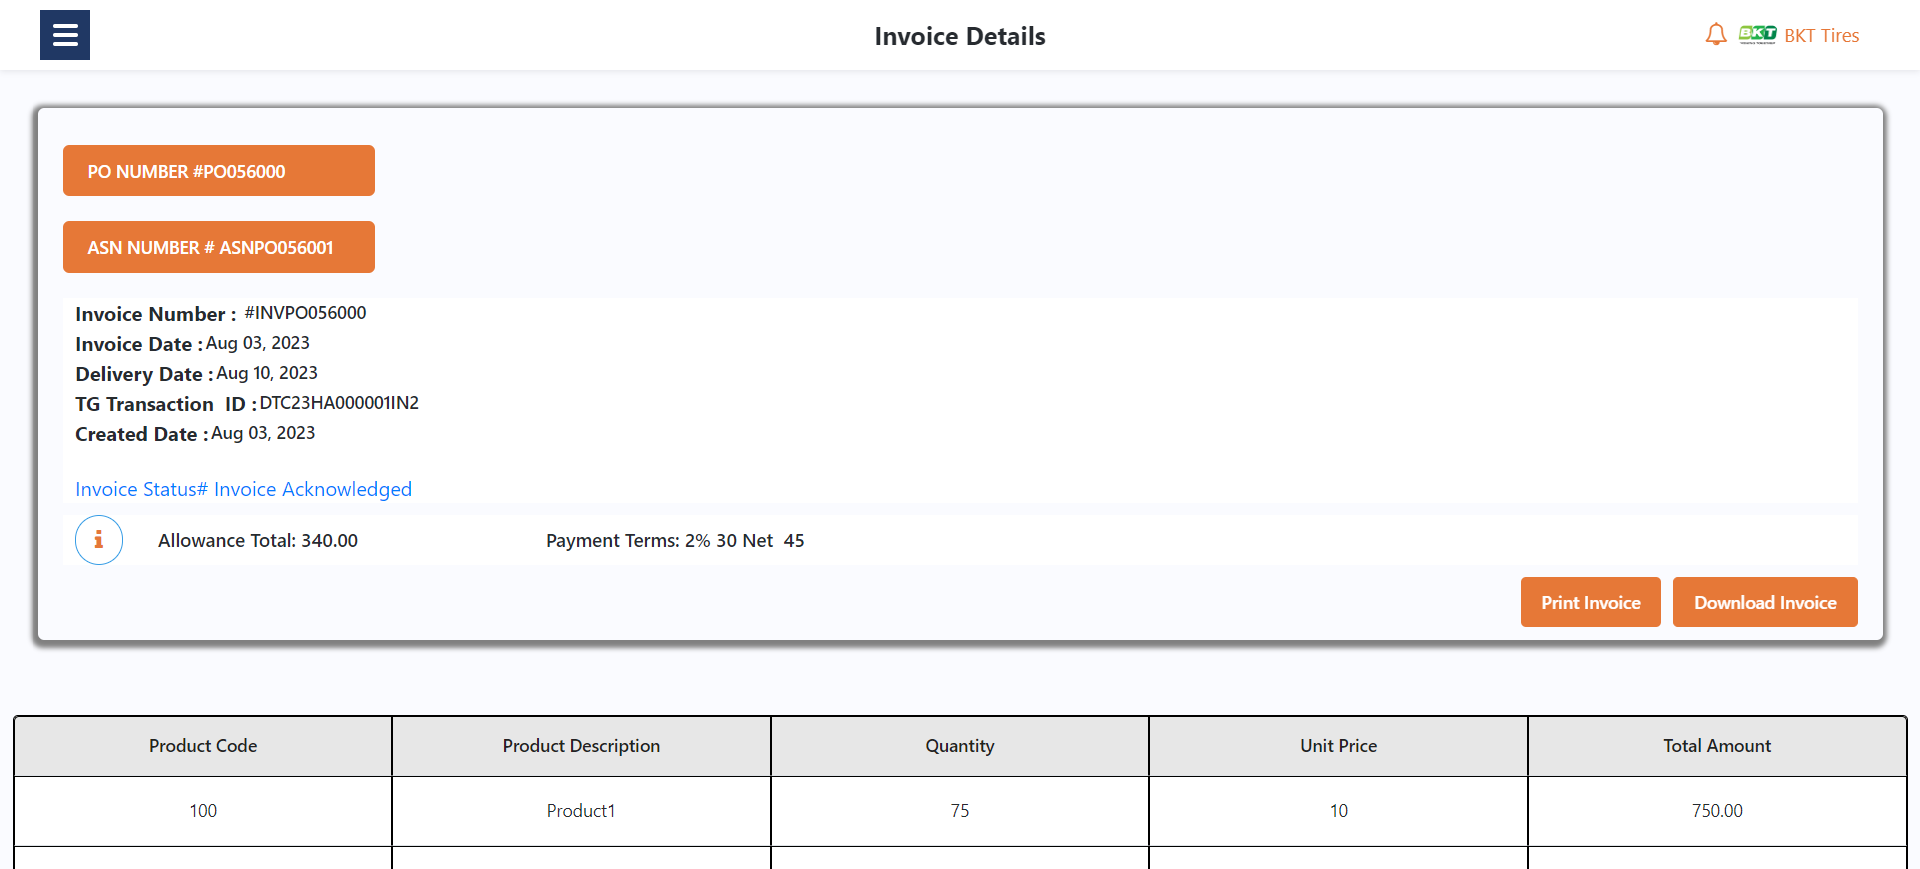 Invoice Details
BKT
BKT Tires
PO NUMBER #PO056000
ASN NUMBER # ASNPO056001
Invoice Number : #INVPO056000
Invoice Date : Aug 03, 2023
Delivery Date : Aug 10, 2023
TG Transaction ID : DTC23HA000001IN2
Created Date : Aug 03, 2023
Invoice Status# Invoice Acknowledged
Allowance Total: 340.00 Payment Terms: 2% 30 Net 45
Print Invoice Download Invoice
Product Code Product Description Quantity Unit Price Total Amount
100 Product1 75 10 750.00